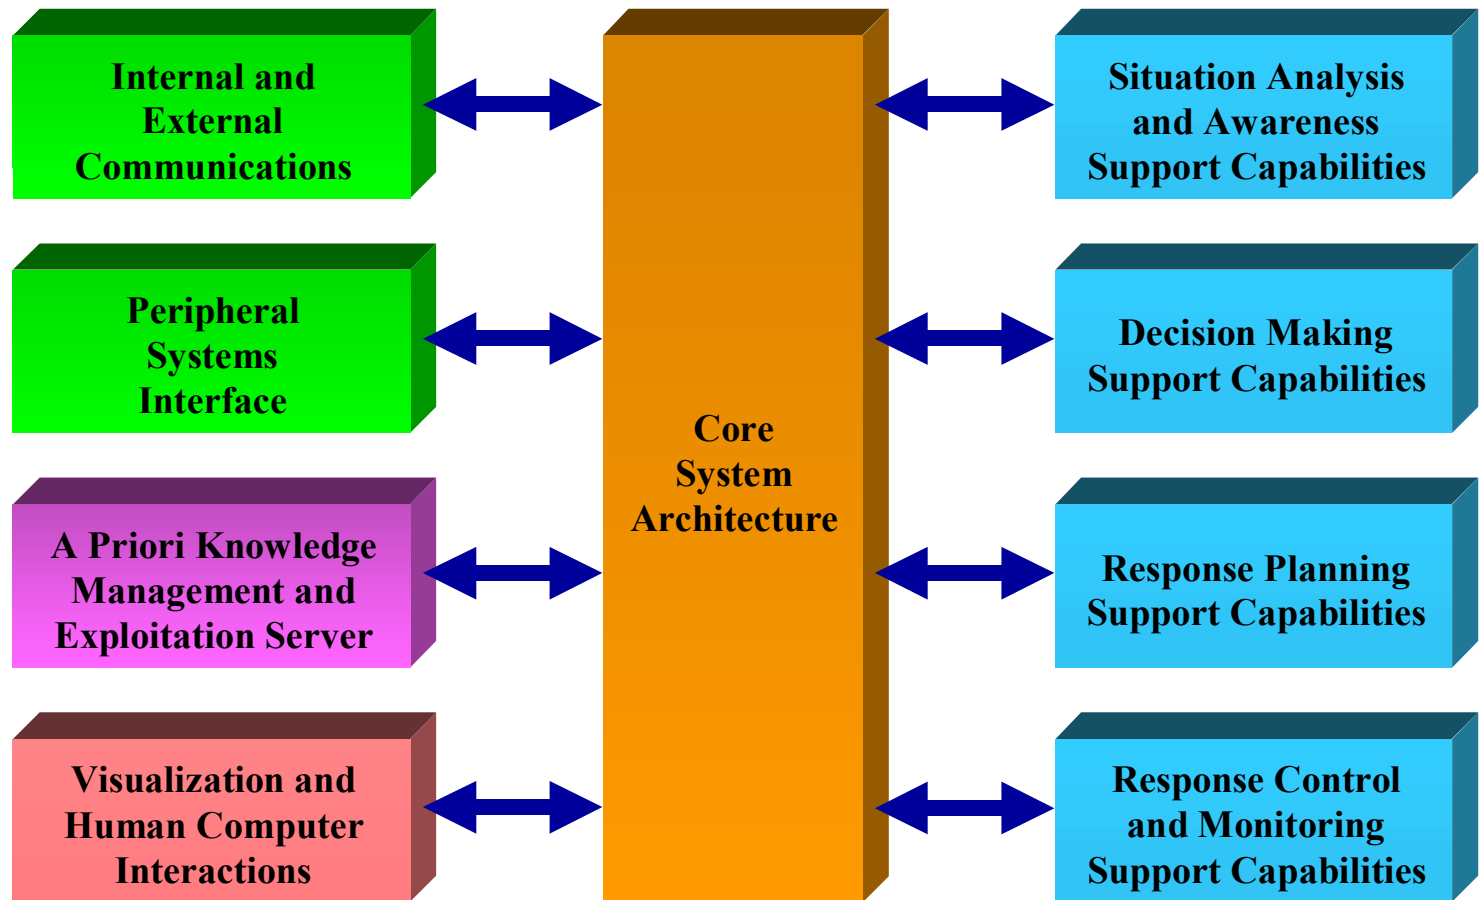 Internal and
External
Communications
Peripheral
Systems
Interface
A Priori Knowledge
Management and
Exploitation Server
Visualization and
Human Computer
Interactions
Core
System
Architecture
Situation Analysis
and Awareness
Support Capabilities
Decision Making
Support Capabilities
Response Planning
Support Capabilities
Response Control
and Monitoring
Support Capabilities